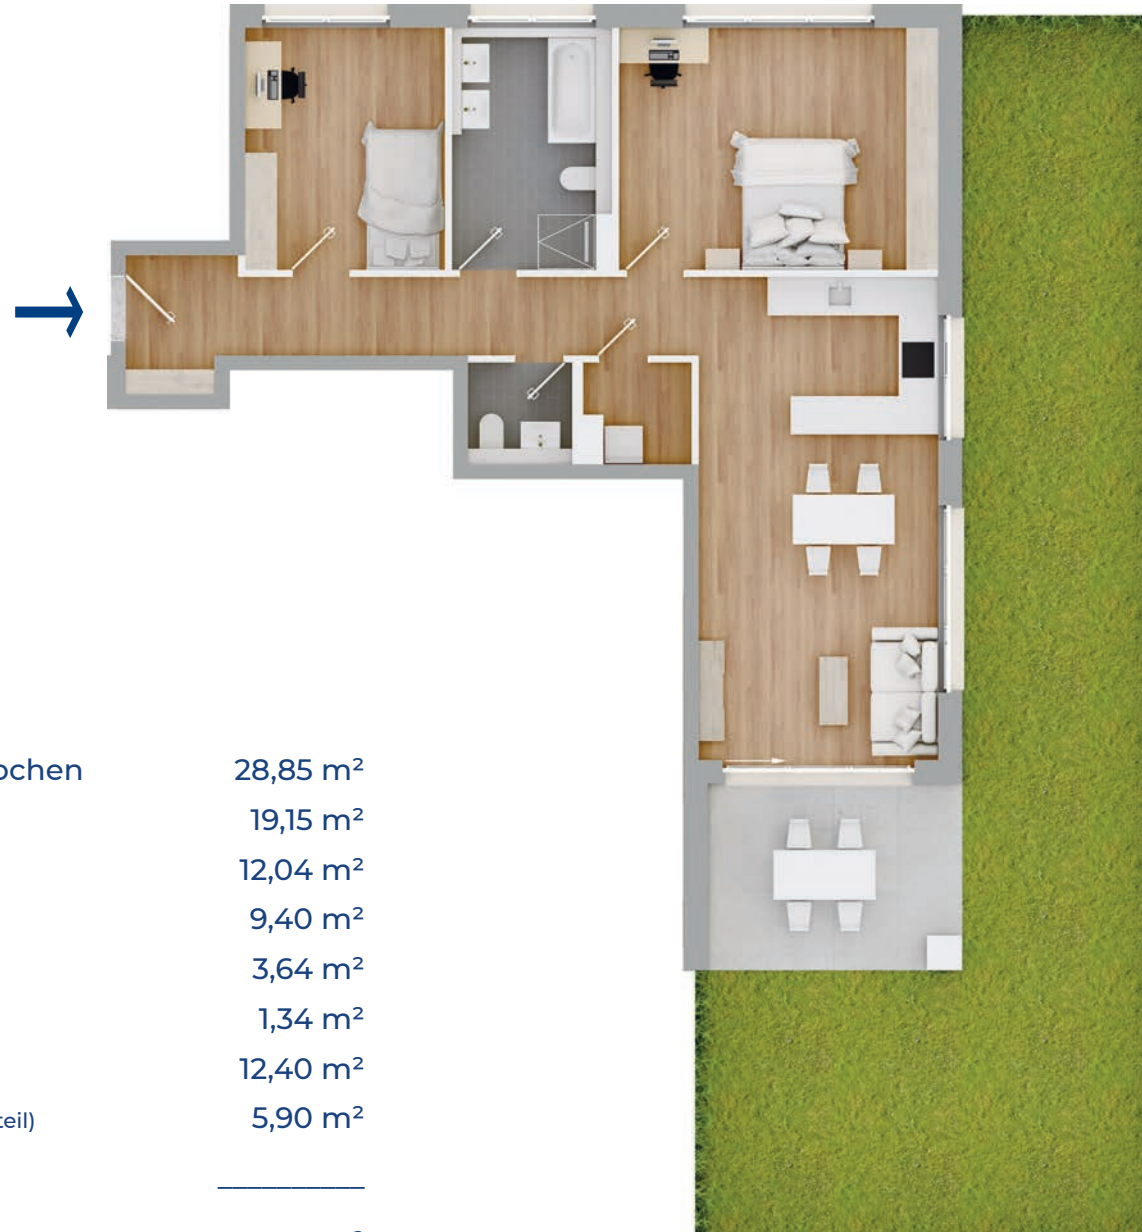 ochen 28,85 m²
19,15 m²
12,04 m²
9,40 m²
3,64 m²
1,34 m²
12,40 m²
teil) 5,90 m²